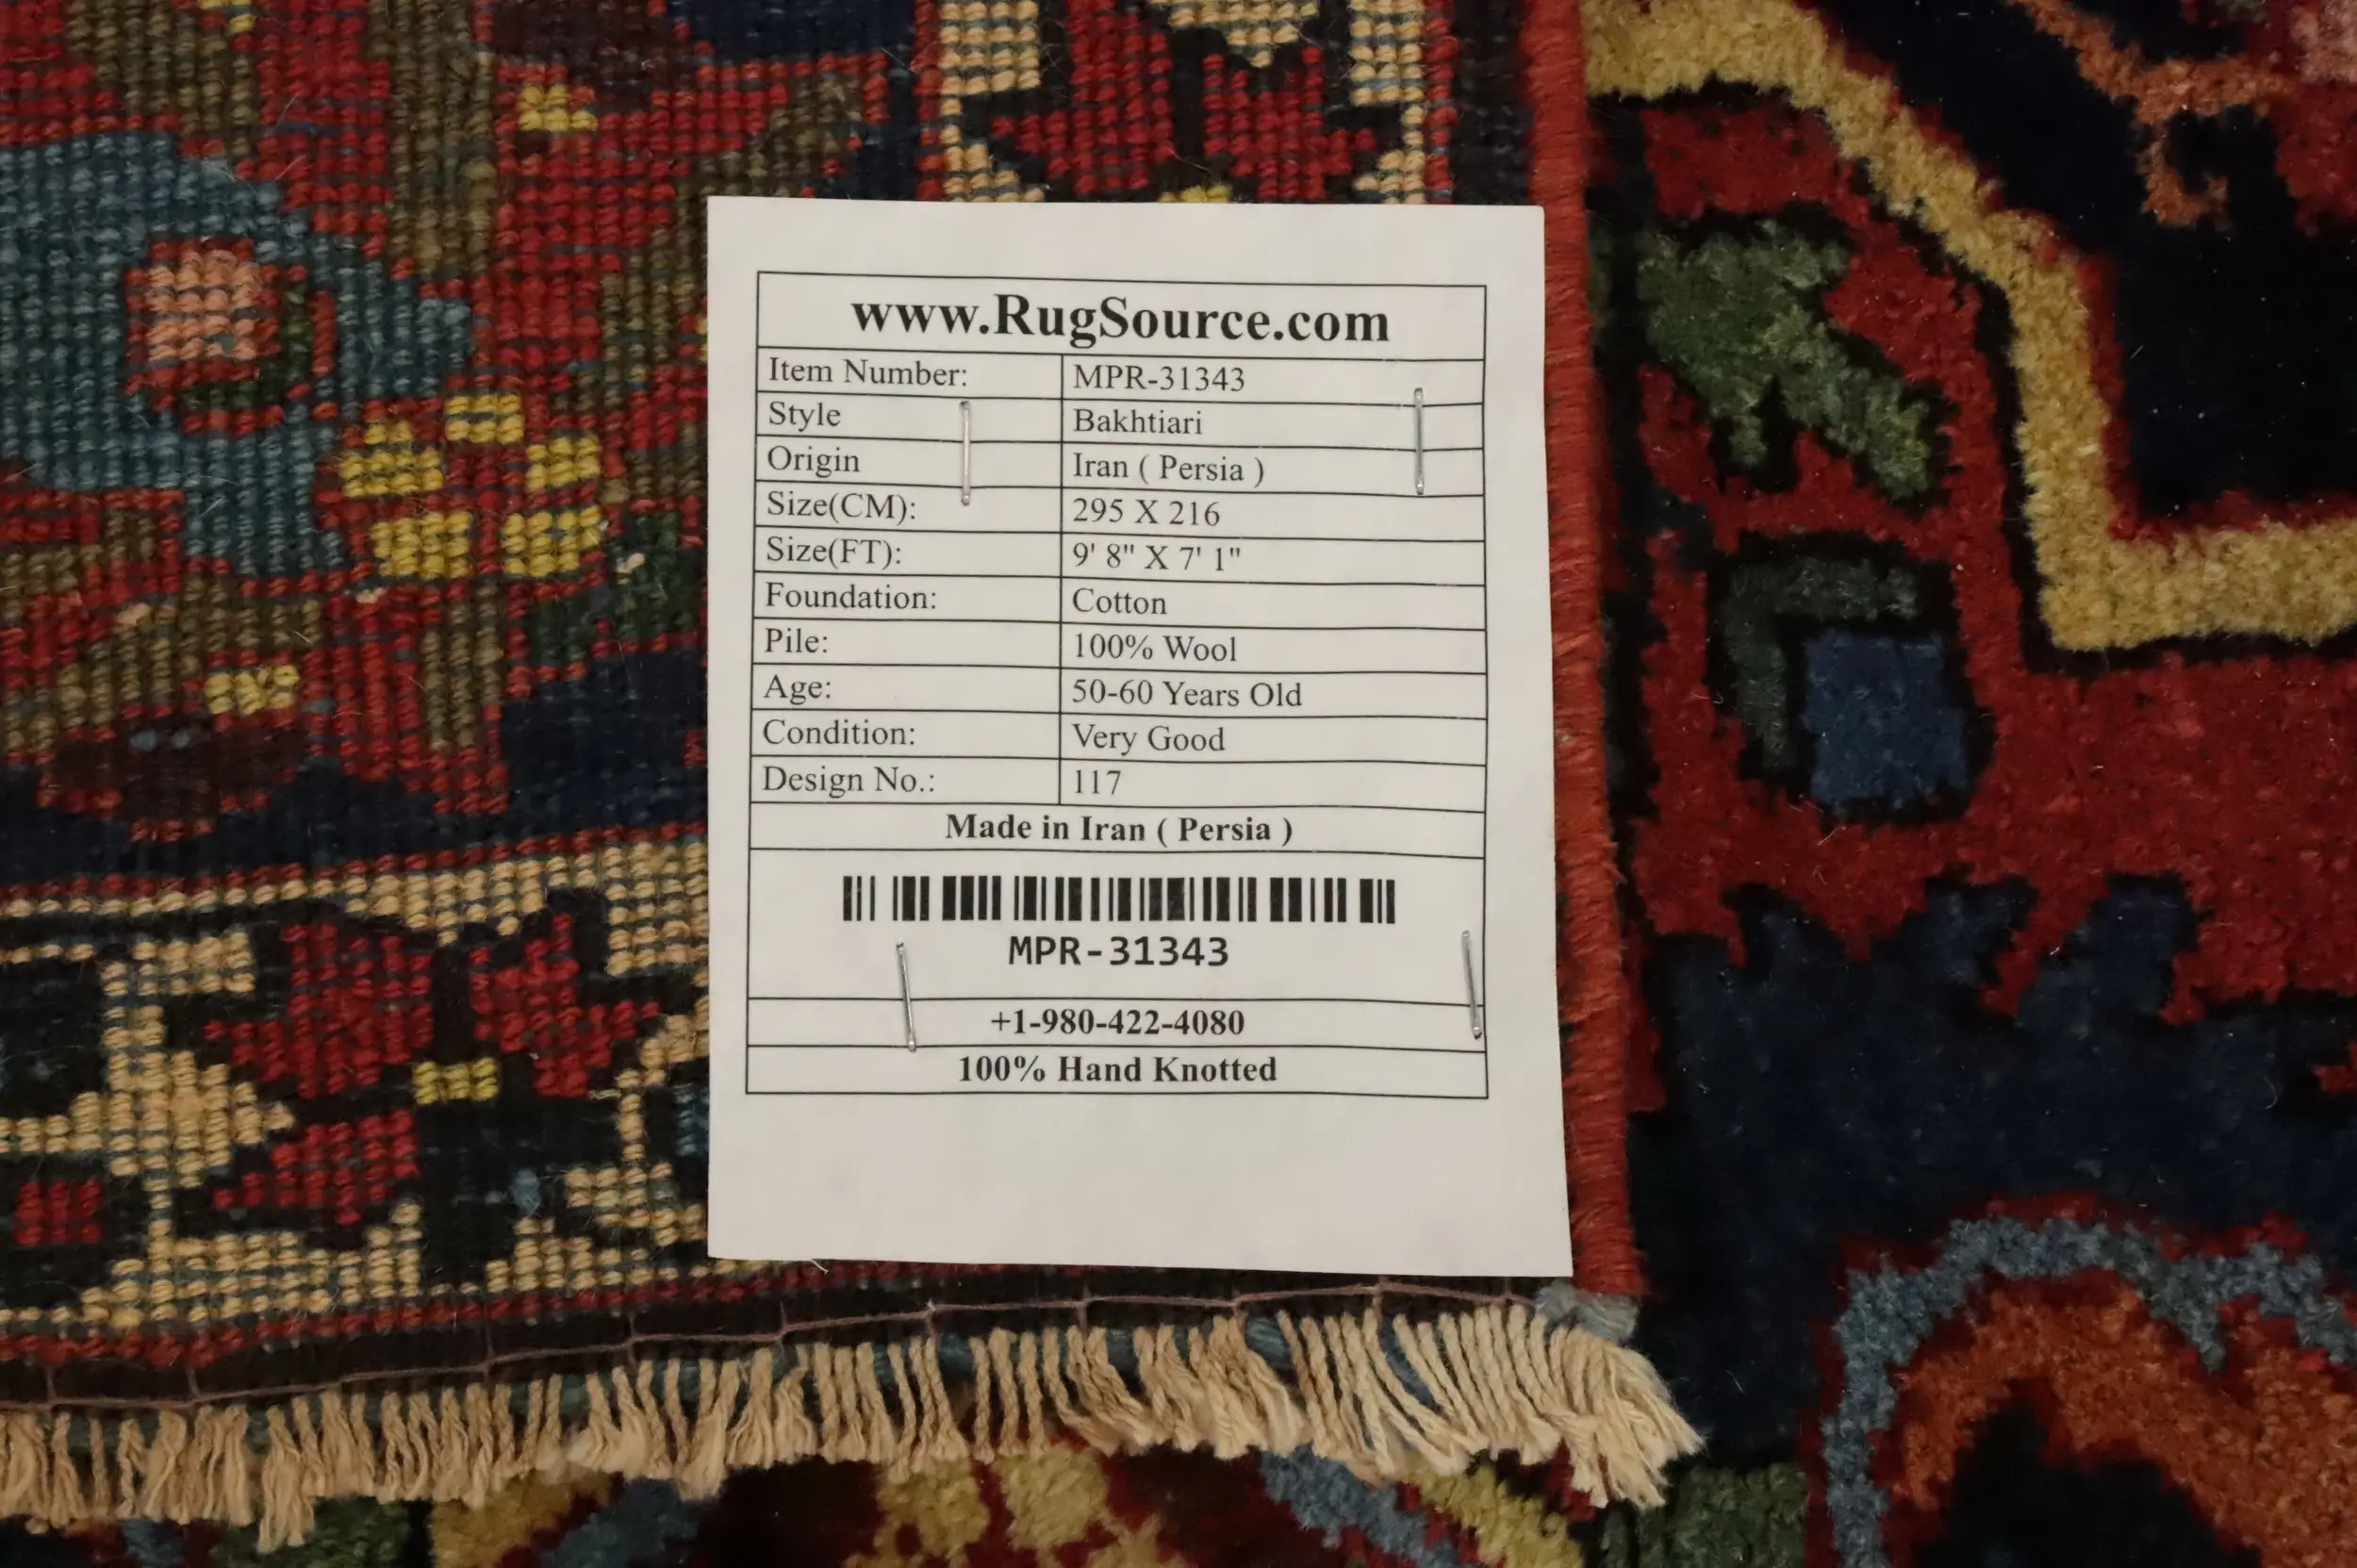 www.RugSource.com
Item Number: MPR-31343
Style Bakhtiari
Origin Iran ( Persia )
Size(CM): 295 X 216
Size(FT): 9' 8" X 7' 1"
Foundation: Cotton
Pile: 100% Wool
Age: 50-60 Years Old
Condition: Very Good
Design No.: 117
Made in Iran ( Persia )
MPR-31343
+1-980-422-4080
100% Hand Knotted